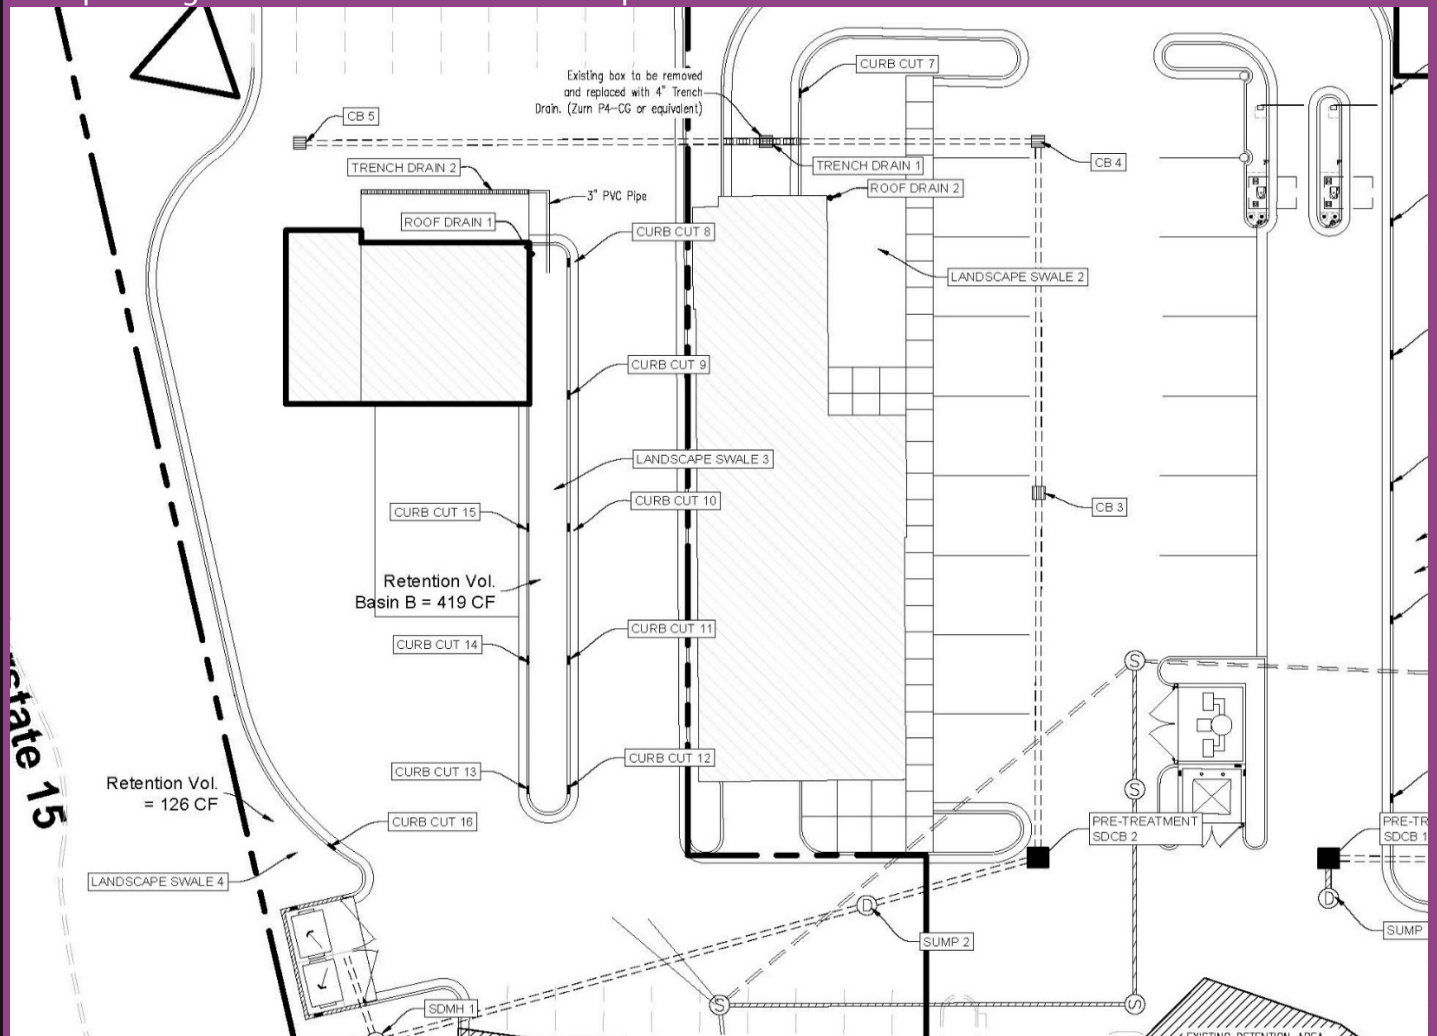 CURB CUT 7
Existing box to be removed
and replaced with 4" Trench
Drain. (Zurn P4-CG or equivalent)
CB 5
TRENCH DRAIN 2
TRENCH DRAIN 1
CB 4
3" PVC Pipe
ROOF DRAIN 2
ROOF DRAIN 1
CURB CUT 8
LANDSCAPE SWALE 2
CURB CUT 9
LANDSCAPE SWALE 3
CURB CUT 10
CURB CUT 15
CB 3
Retention Vol.
Basin B = 419 CF
CURB CUT 11
CURB CUT 14
S
CURB CUT 12
CURB CUT 13
Retention Vol.
= 126 CF
S
CURB CUT 16
PRE-TREATMENT
SDCB 2
PRE-TR
SDCB 1
state 15
LANDSCAPE SWALE 4
D
D
SUMP 2
SUMP
SDMH 1
S
S
EXISTING RETENTION AREA